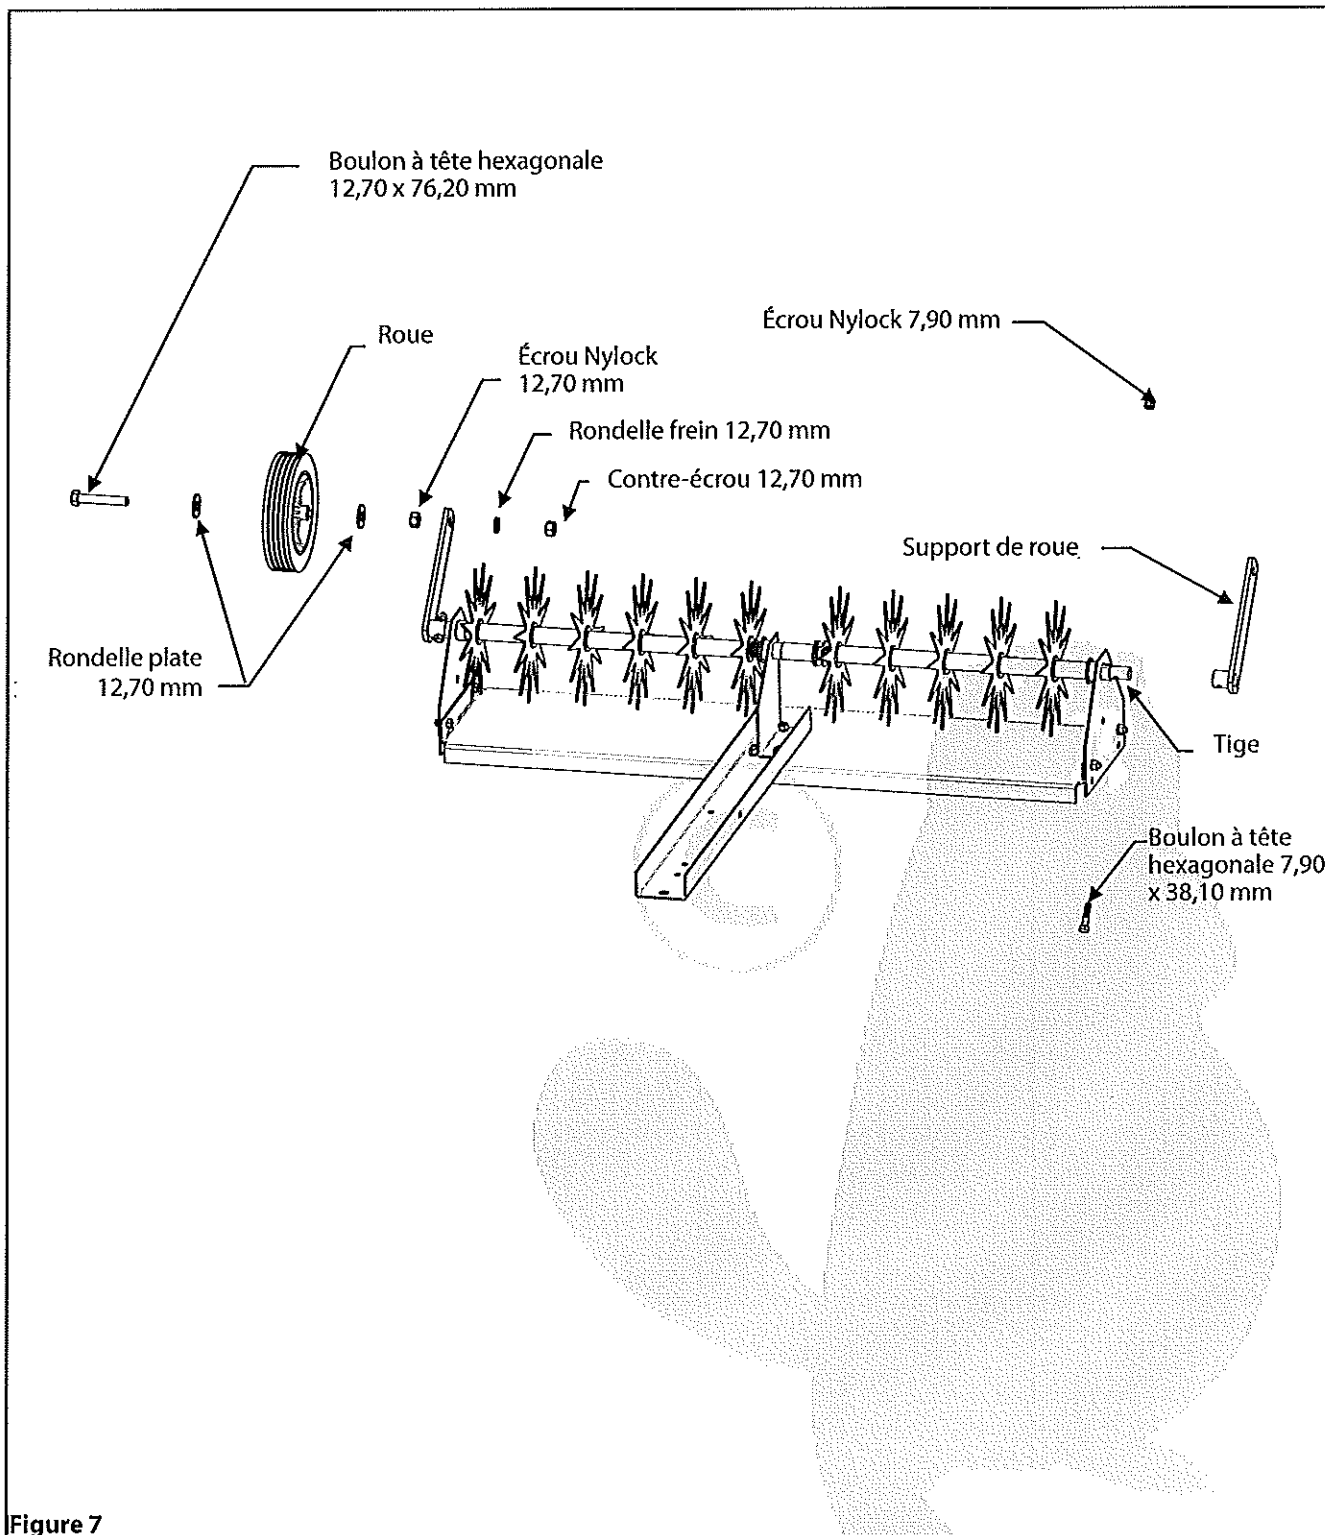 Boulon à tête hexagonale
12,70 x 76,20 mm
Écrou Nylock 7,90 mm
Roue
Écrou Nylock
12,70 mm
Rondelle frein 12,70 mm
Contre-écrou 12,70 mm
Support de roue
Rondelle plate
12,70 mm
Tige
Boulon à tête
hexagonale 7,90
x 38,10 mm
C
Figure 7